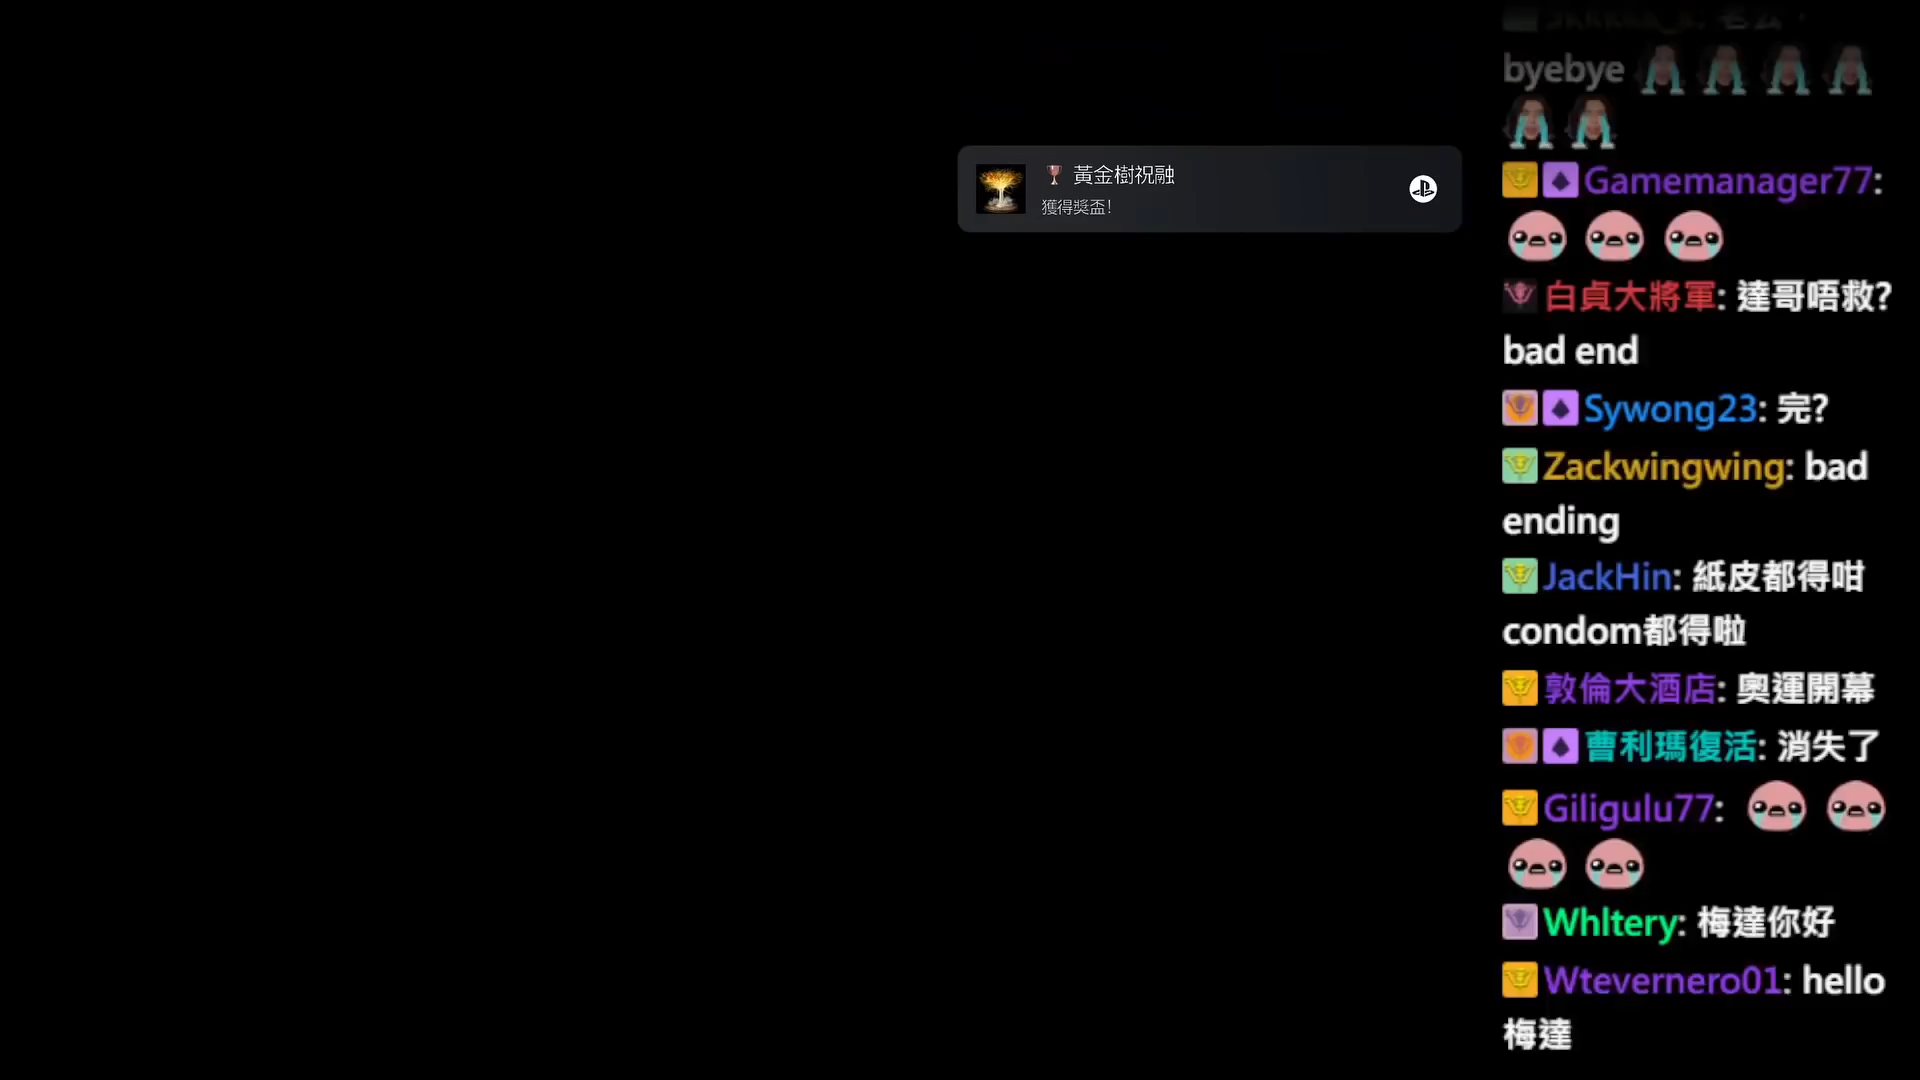 黃金樹祝融
獲得獎盃！
byebye
Gamemanager77:
白貞大將軍: 達哥唔救?
bad end
Sywong23: 完?
Zackwingwing: bad
ending
JackHin: 紙皮都得咁
condom都得啦
敦倫大酒店: 奧運開幕
曹利瑪復活: 消失了
Giligulu77:
Whltery: 梅達你好
Wtevernero01: hello
梅達